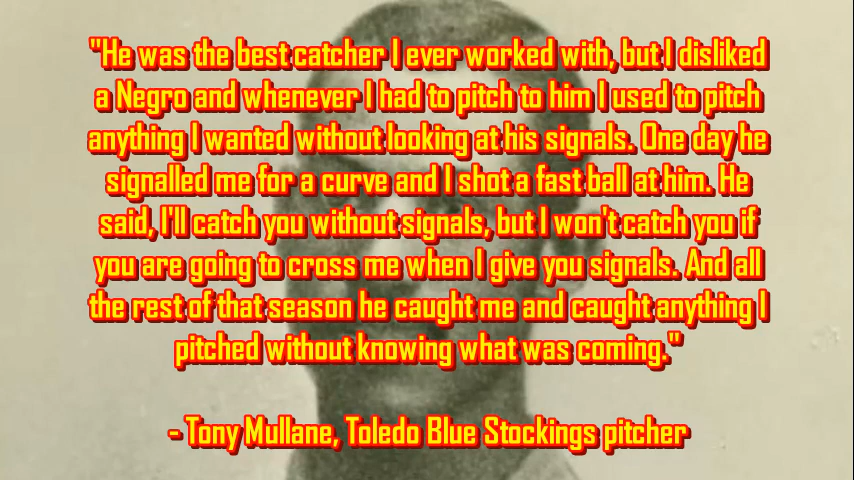 "He was the best catcher I ever worked with, but I disliked
a Negro and whenever I had to pitch to him I used to pitch
anything I wanted without looking at his signals. One day he
signalled me for a curve and I shot a fast ball at him. He
said, I'll catch you without signals, but I won't catch you if
you are going to cross me when I give you signals. And all
the rest of that season he caught me and caught anything I
pitched without knowing what was coming."
- Tony Mullane, Toledo Blue Stockings pitcher